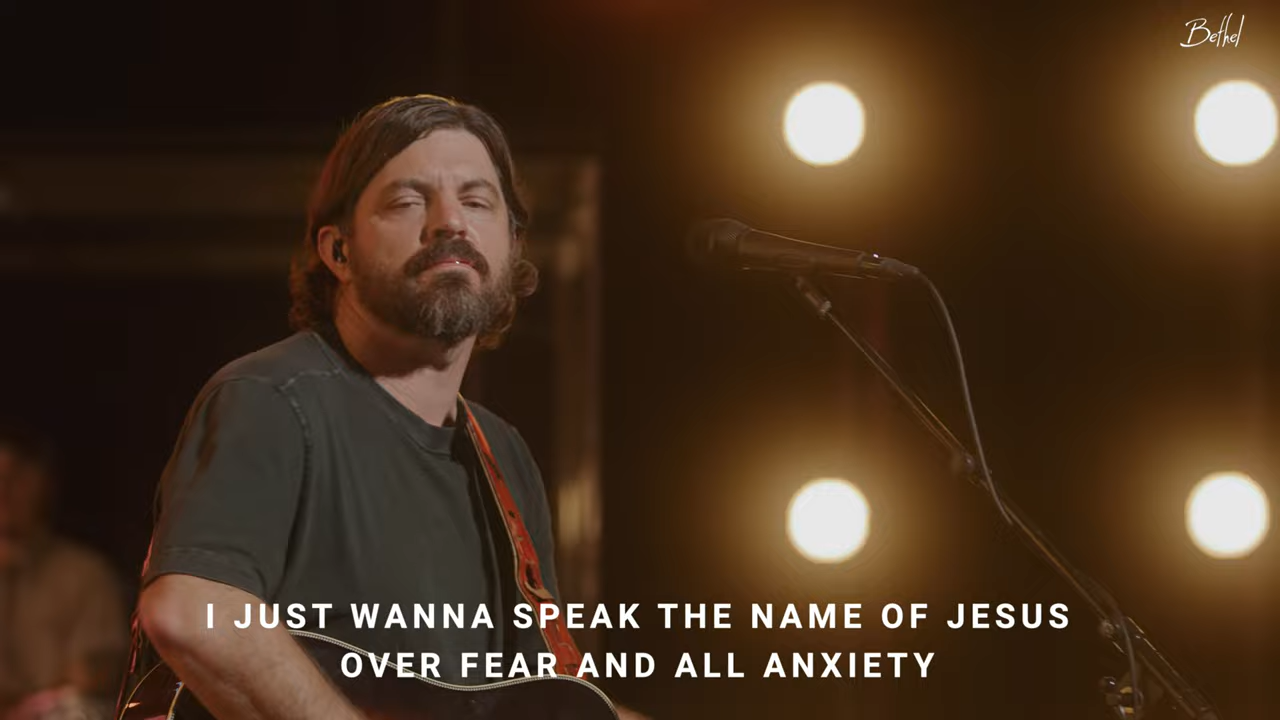 Bethel
I JUST WANNA SPEAK THE NAME OF JESUS
OVER FEAR AND ALL ANXIETY